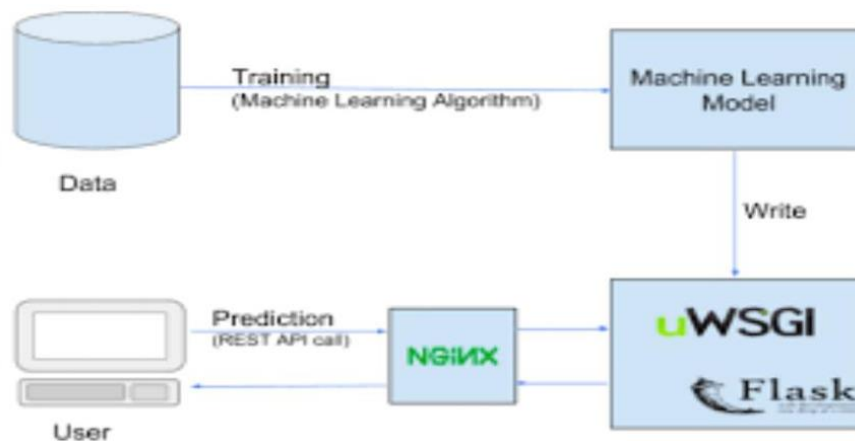 Training
(Machine Learning Algorithm)
Machine Learning
Model
Data
Write
Prediction
(REST API call)
NGINX
uWSGI
Flask
User